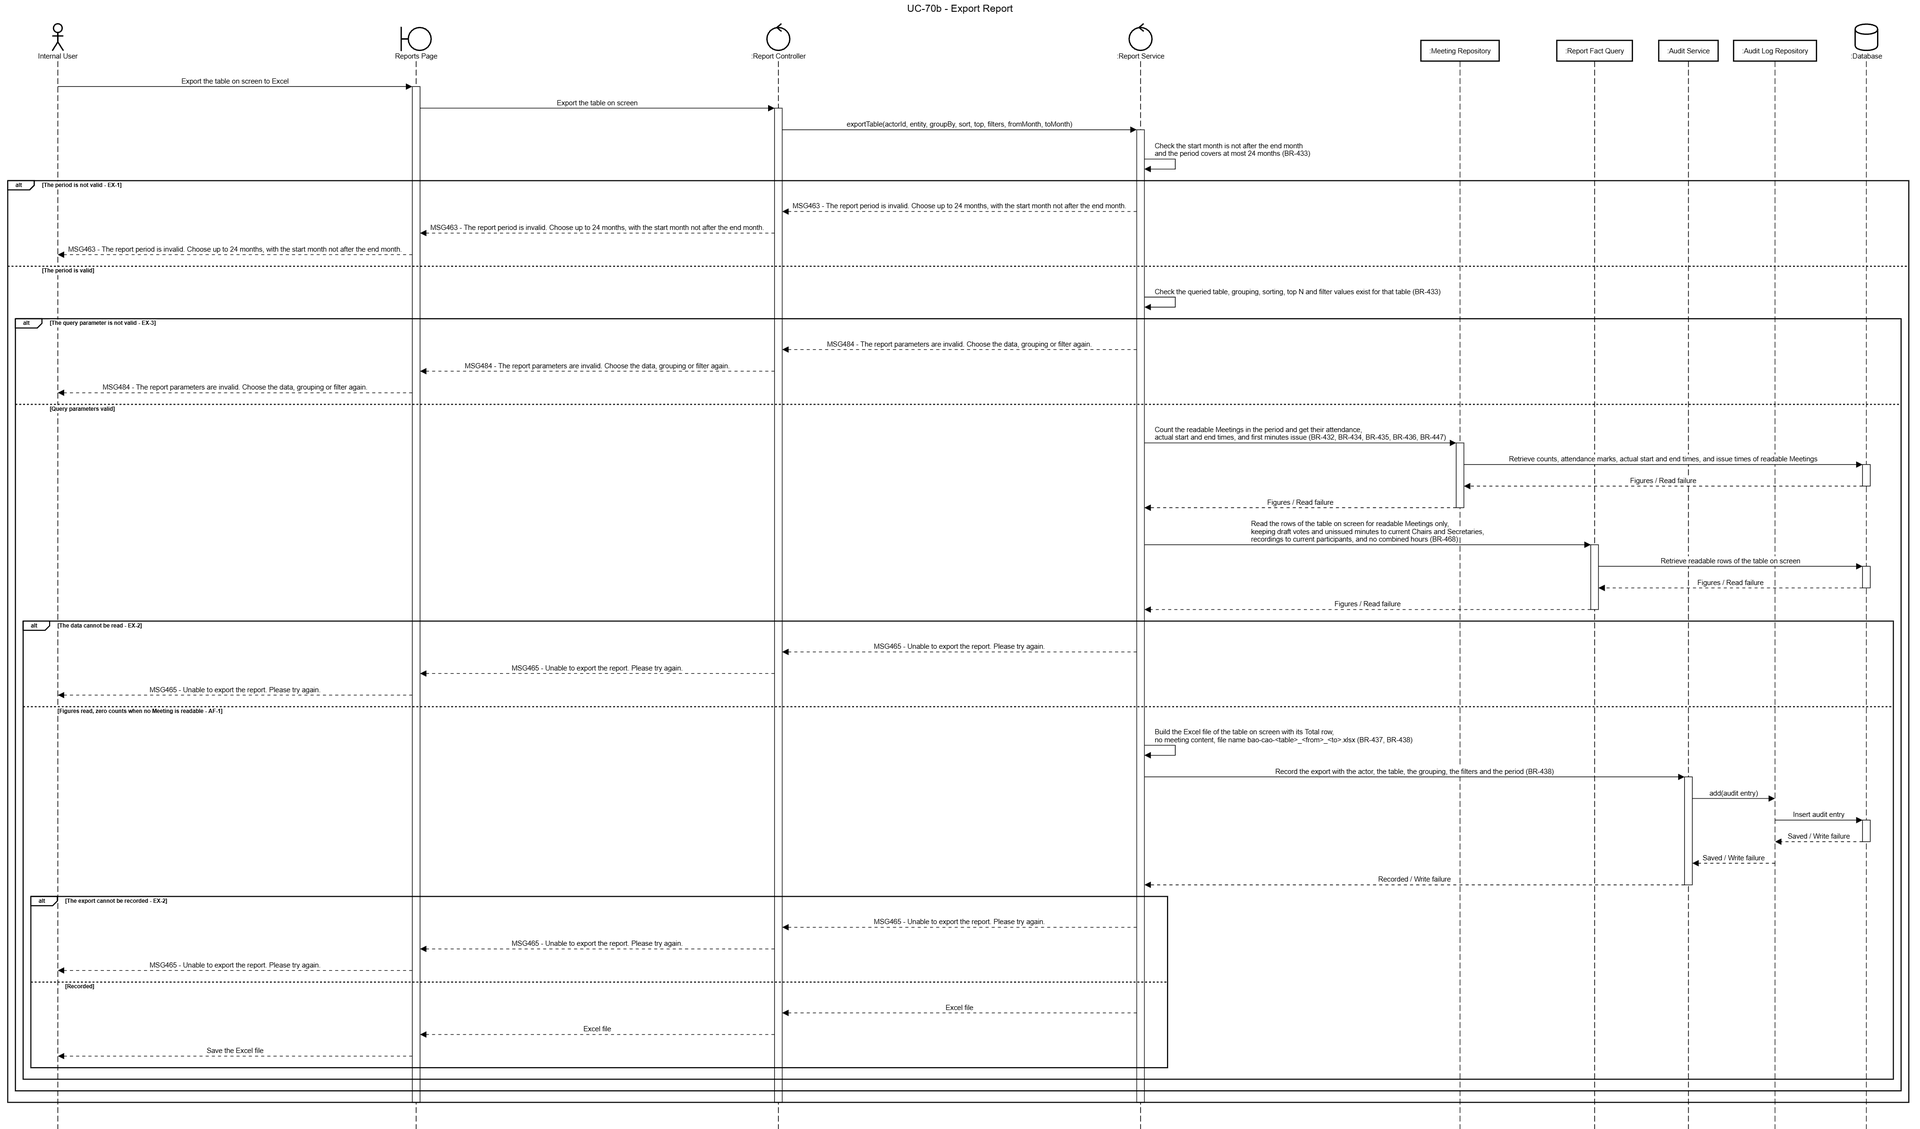 UC-70b - Export Report
Internal User
Reports Page
:Report Controller
:Report Service
:Meeting Repository
:Report Fact Query
:Audit Service
:Audit Log Repository
:Database
Export the table on screen to Excel
Export the table on screen
exportTable(actorId, entity, groupBy, sort, top, filters, fromMonth, toMonth)
Check the start month is not after the end month
and the period covers at most 24 months (BR-433)
alt
[The period is not valid - EX-1]
MSG463 - The report period is invalid. Choose up to 24 months, with the start month not after the end month.
MSG463 - The report period is invalid. Choose up to 24 months, with the start month not after the end month.
MSG463 - The report period is invalid. Choose up to 24 months, with the start month not after the end month.
[The period is valid]
Check the queried table, grouping, sorting, top N and filter values exist for that table (BR-433)
alt
[The query parameter is not valid - EX-3]
MSG484 - The report parameters are invalid. Choose the data, grouping or filter again.
MSG484 - The report parameters are invalid. Choose the data, grouping or filter again.
MSG484 - The report parameters are invalid. Choose the data, grouping or filter again.
[Query parameters valid]
Count the readable Meetings in the period and get their attendance,
actual start and end times, and first minutes issue (BR-432, BR-434, BR-435, BR-436, BR-447)
Retrieve counts, attendance marks, actual start and end times, and issue times of readable Meetings
Figures / Read failure
Figures / Read failure
Read the rows of the table on screen for readable Meetings only,
keeping draft votes and unissued minutes to current Chairs and Secretaries,
recordings to current participants, and no combined hours (BR-468)
Retrieve readable rows of the table on screen
Figures / Read failure
Figures / Read failure
alt
[The data cannot be read - EX-2]
MSG465 - Unable to export the report. Please try again.
MSG465 - Unable to export the report. Please try again.
MSG465 - Unable to export the report. Please try again.
[Figures read, zero counts when no Meeting is readable - AF-1]
Build the Excel file of the table on screen with its Total row,
no meeting content, file name bao-cao-<table>_<from>_<to>.xlsx (BR-437, BR-438)
Record the export with the actor, the table, the grouping, the filters and the period (BR-438)
add(audit entry)
Insert audit entry
Saved / Write failure
Saved / Write failure
Recorded / Write failure
alt
[The export cannot be recorded - EX-2]
MSG465 - Unable to export the report. Please try again.
MSG465 - Unable to export the report. Please try again.
MSG465 - Unable to export the report. Please try again.
[Recorded]
Excel file
Excel file
Save the Excel file